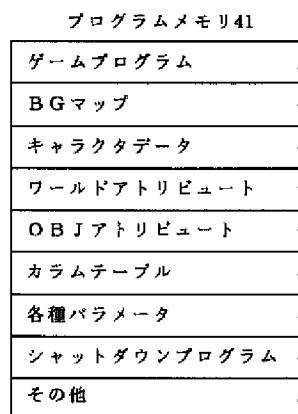 プログラムメモリ41
ゲームプログラム
BGマップ
キャラクタデータ
ワールドアトリビュート
OBJアトリビュート
カラムテーブル
各種パラメータ
シャットダウンプログラム
その他